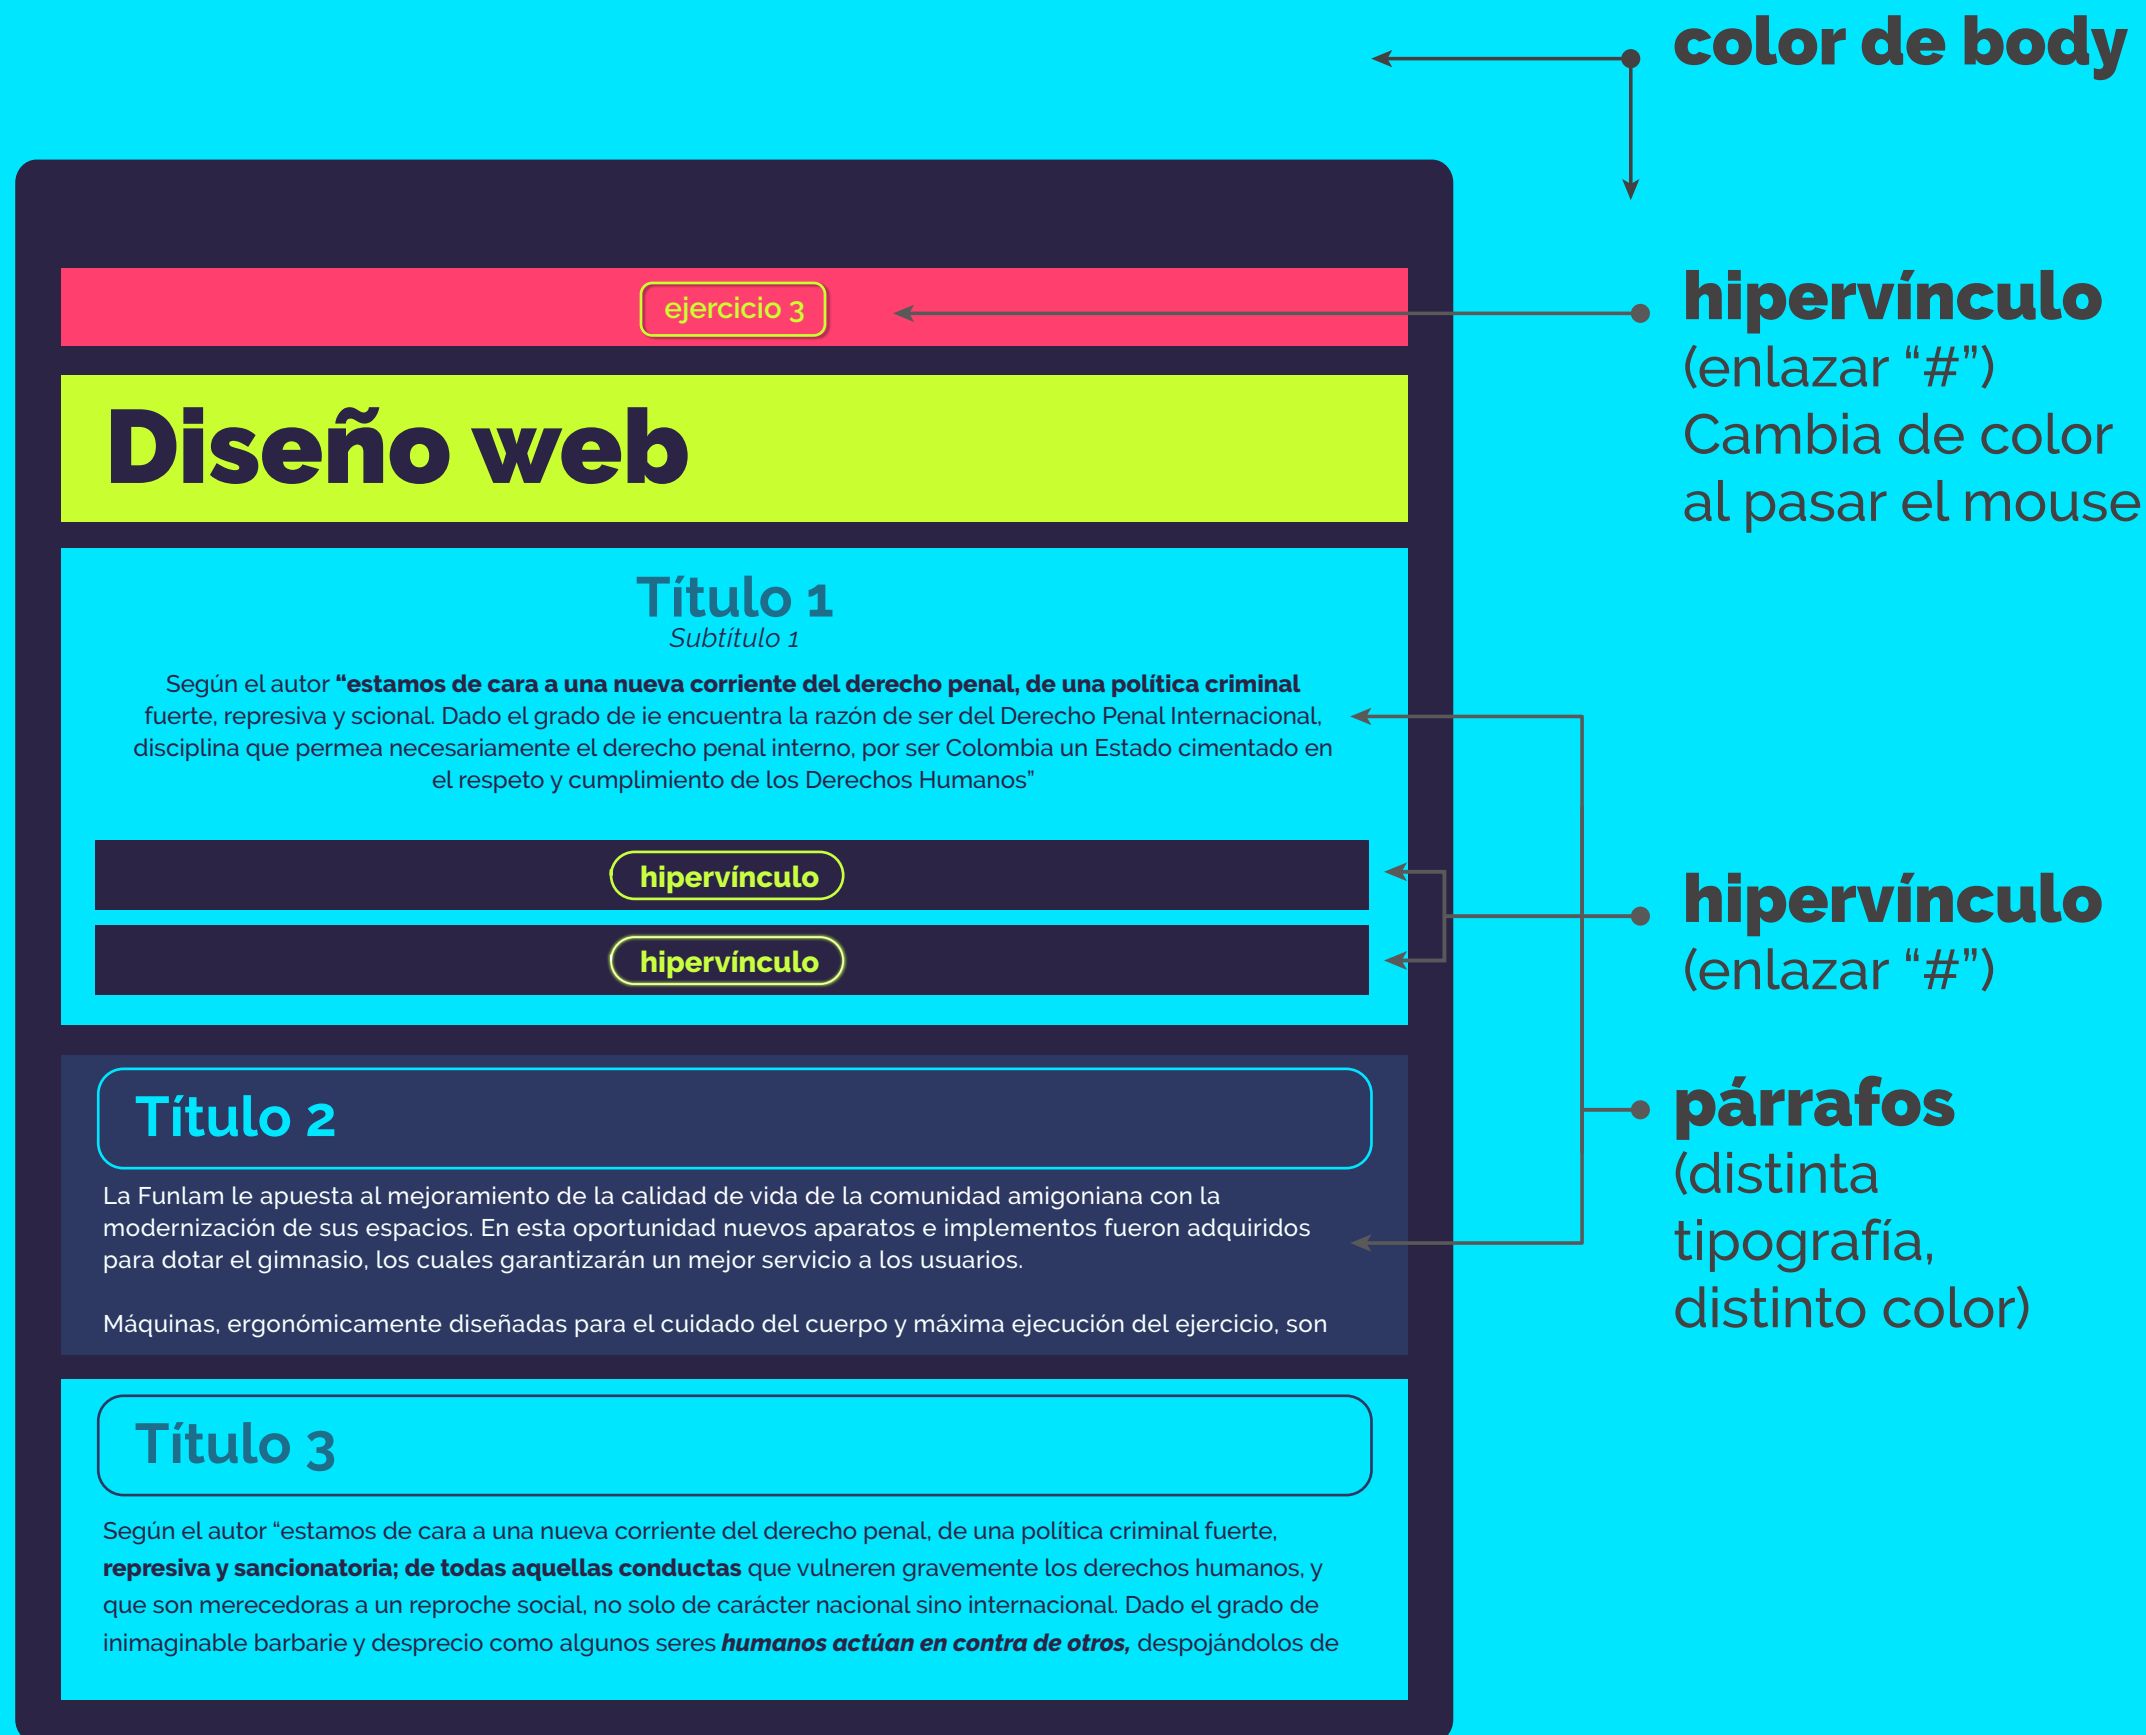 color de body
hipervínculo
(enlazar “#”)
Cambia de color
al pasar el mouse
ejercicio 3
Diseño web
Título 1
Subtítulo 1
Según el autor “estamos de cara a una nueva corriente del derecho penal, de una política criminal
fuerte, represiva y scional. Dado el grado de ie encuentra la razón de ser del Derecho Penal Internacional,
disciplina que permea necesariamente el derecho penal interno, por ser Colombia un Estado cimentado en
el respeto y cumplimiento de los Derechos Humanos”
hipervínculo
hipervínculo
hipervínculo
(enlazar “#”)
Título 2
La Funlam le apuesta al mejoramiento de la calidad de vida de la comunidad amigoniana con la
modernización de sus espacios. En esta oportunidad nuevos aparatos e implementos fueron adquiridos
para dotar el gimnasio, los cuales garantizarán un mejor servicio a los usuarios.
Máquinas, ergonómicamente diseñadas para el cuidado del cuerpo y máxima ejecución del ejercicio, son
párrafos
(distinta
tipografía,
distinto color)
Título 3
Según el autor “estamos de cara a una nueva corriente del derecho penal, de una política criminal fuerte,
represiva y sancionatoria; de todas aquellas conductas que vulneren gravemente los derechos humanos, y
que son merecedoras a un reproche social, no solo de carácter nacional sino internacional. Dado el grado de
inimaginable barbarie y desprecio como algunos seres humanos actúan en contra de otros, despojándolos de